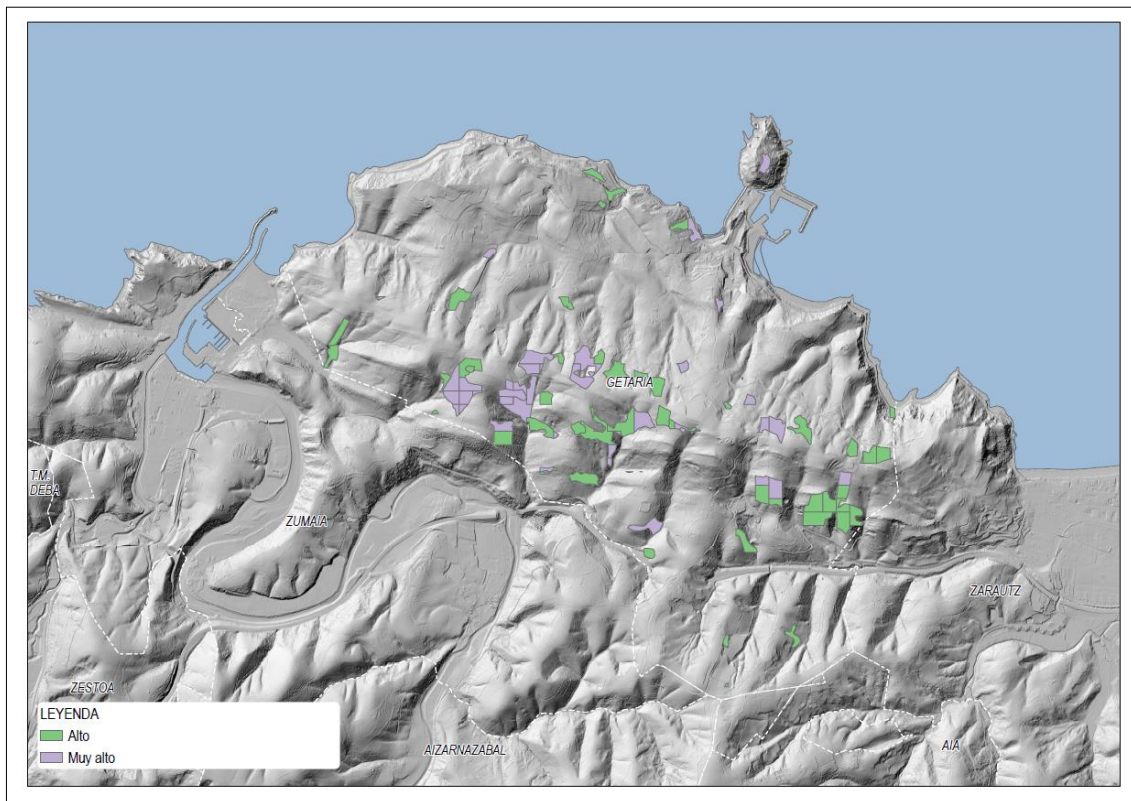 GETARIA
T.M.
DEBA
ZUMAIA
ZARAUTZ
ZESTOA
AIZARNAZABAL
AIA
LEYENDA
Alto
Muy alto